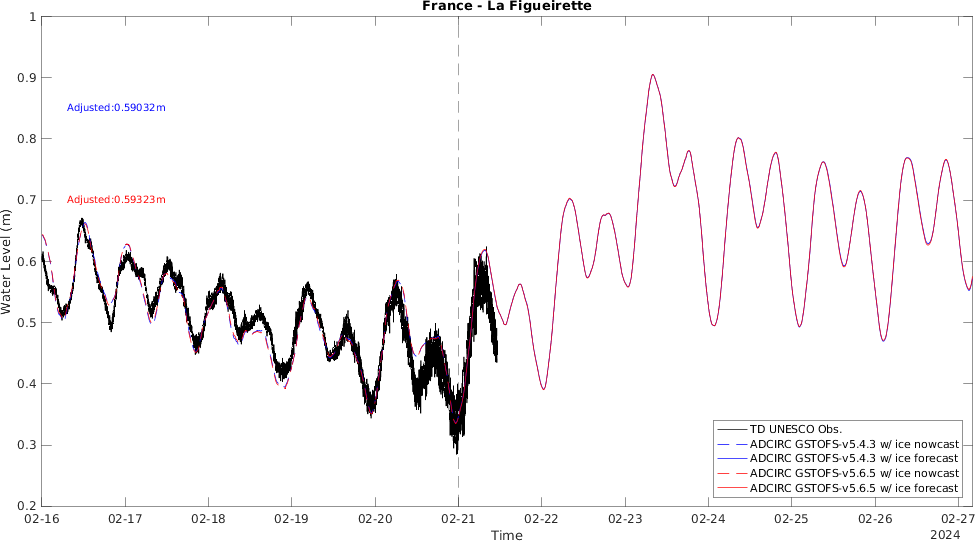 France - La Figueirette
1
0.9
0.8
0.7
0.6
0.5
0.4
0.3
0.2
Water Level (m)
Adjusted:0.59032m
Adjusted:0.59323m
TD UNESCO Obs.
ADCIRC GSTOFS-v5.4.3 w/ ice nowcast
ADCIRC GSTOFS-v5.4.3 w/ ice forecast
ADCIRC GSTOFS-v5.6.5 w/ ice nowcast
ADCIRC GSTOFS-v5.6.5 w/ ice forecast
02-16 02-17 02-18 02-19 02-20 02-21 02-22 02-23 02-24 02-25 02-26 02-27
Time
2024